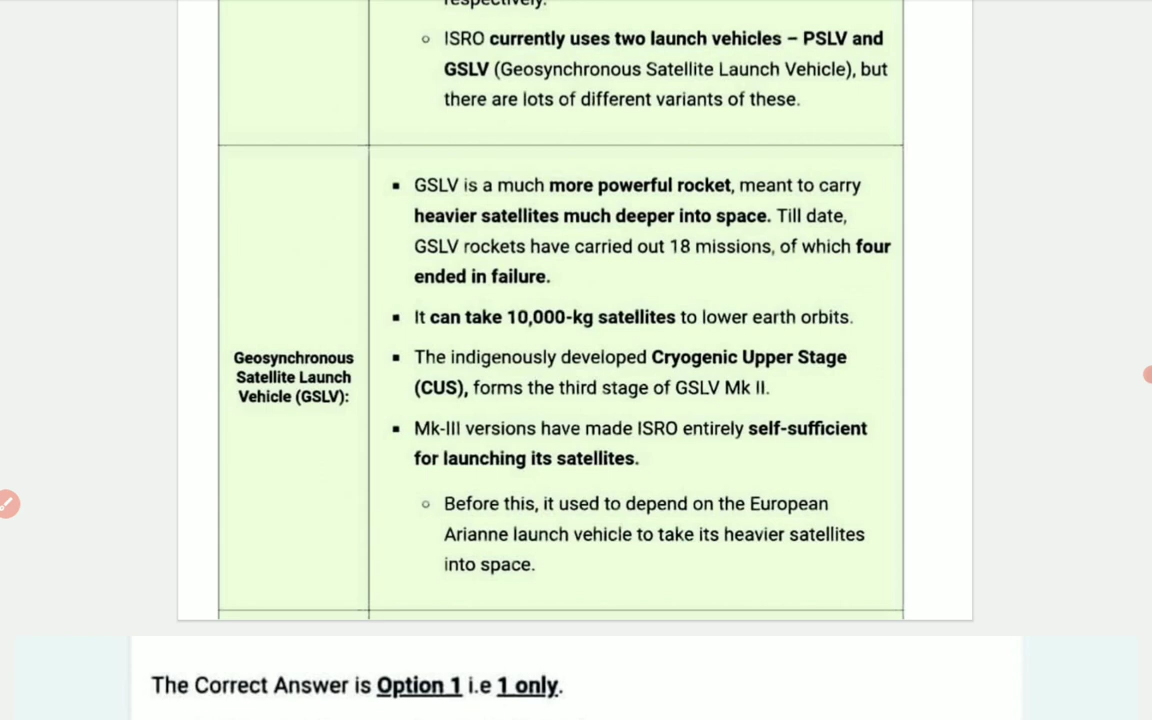 respectively.
ISRO currently uses two launch vehicles – PSLV and
GSLV (Geosynchronous Satellite Launch Vehicle), but
there are lots of different variants of these.
Geosynchronous
Satellite Launch
Vehicle (GSLV):
GSLV is a much more powerful rocket, meant to carry
heavier satellites much deeper into space. Till date,
GSLV rockets have carried out 18 missions, of which four
ended in failure.
It can take 10,000-kg satellites to lower earth orbits.
The indigenously developed Cryogenic Upper Stage
(CUS), forms the third stage of GSLV Mk II.
Mk-III versions have made ISRO entirely self-sufficient
for launching its satellites.
Before this, it used to depend on the European
Arianne launch vehicle to take its heavier satellites
into space.
The Correct Answer is Option 1 i.e 1 only.